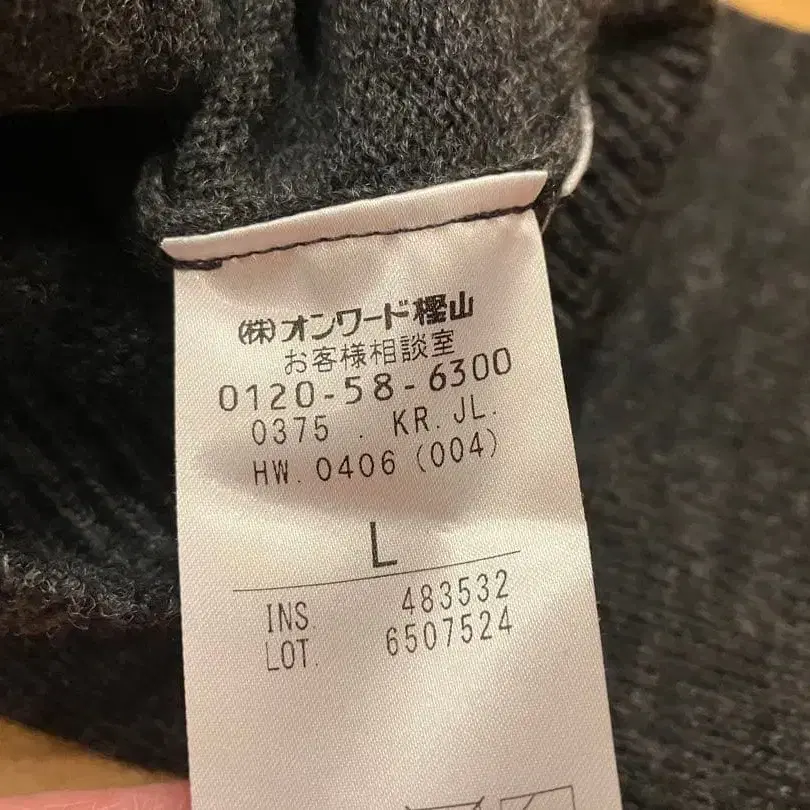 (株)オンワード樫山
お客様相談室
0120-58-6300
0375 . KR. JL.
HW. 0406 (004)
L
INS. 483532
LOT. 6507524